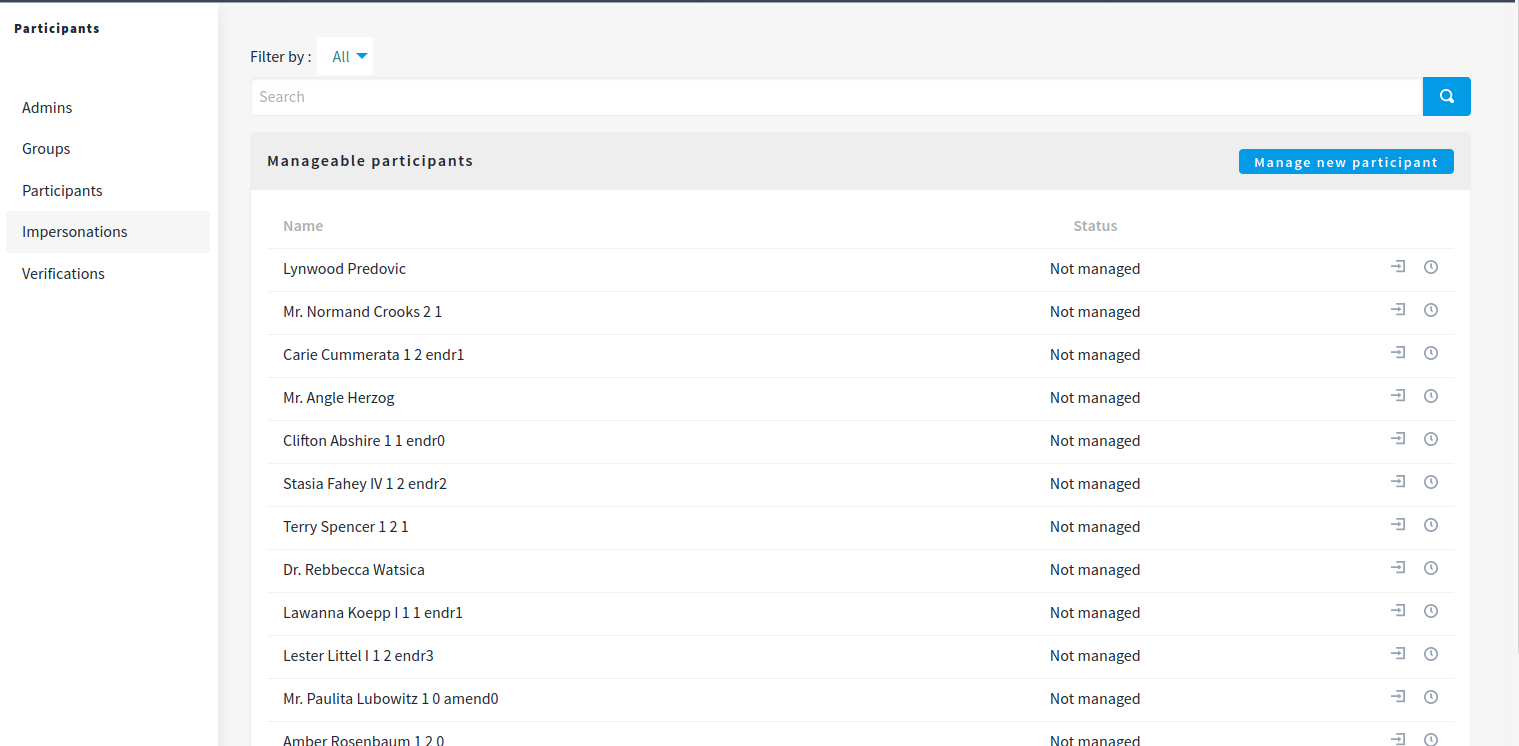 Participants
Admins
Groups
Participants
Impersonations
Verifications
Filter by : All
Search
Manageable participants Manage new participant
Name Status
Lynwood Predovic Not managed
Mr. Normand Crooks 2 1 Not managed
Carie Cummerata 1 2 endr1 Not managed
Mr. Angle Herzog Not managed
Clifton Abshire 1 1 endr0 Not managed
Stasia Fahey IV 1 2 endr2 Not managed
Terry Spencer 1 2 1 Not managed
Dr. Rebbecca Watsica Not managed
Lawanna Koepp I 1 1 endr1 Not managed
Lester Littel I 1 2 endr3 Not managed
Mr. Paulita Lubowitz 1 0 amend0 Not managed
Amber Rosenbaum 1 2 0 Not managed